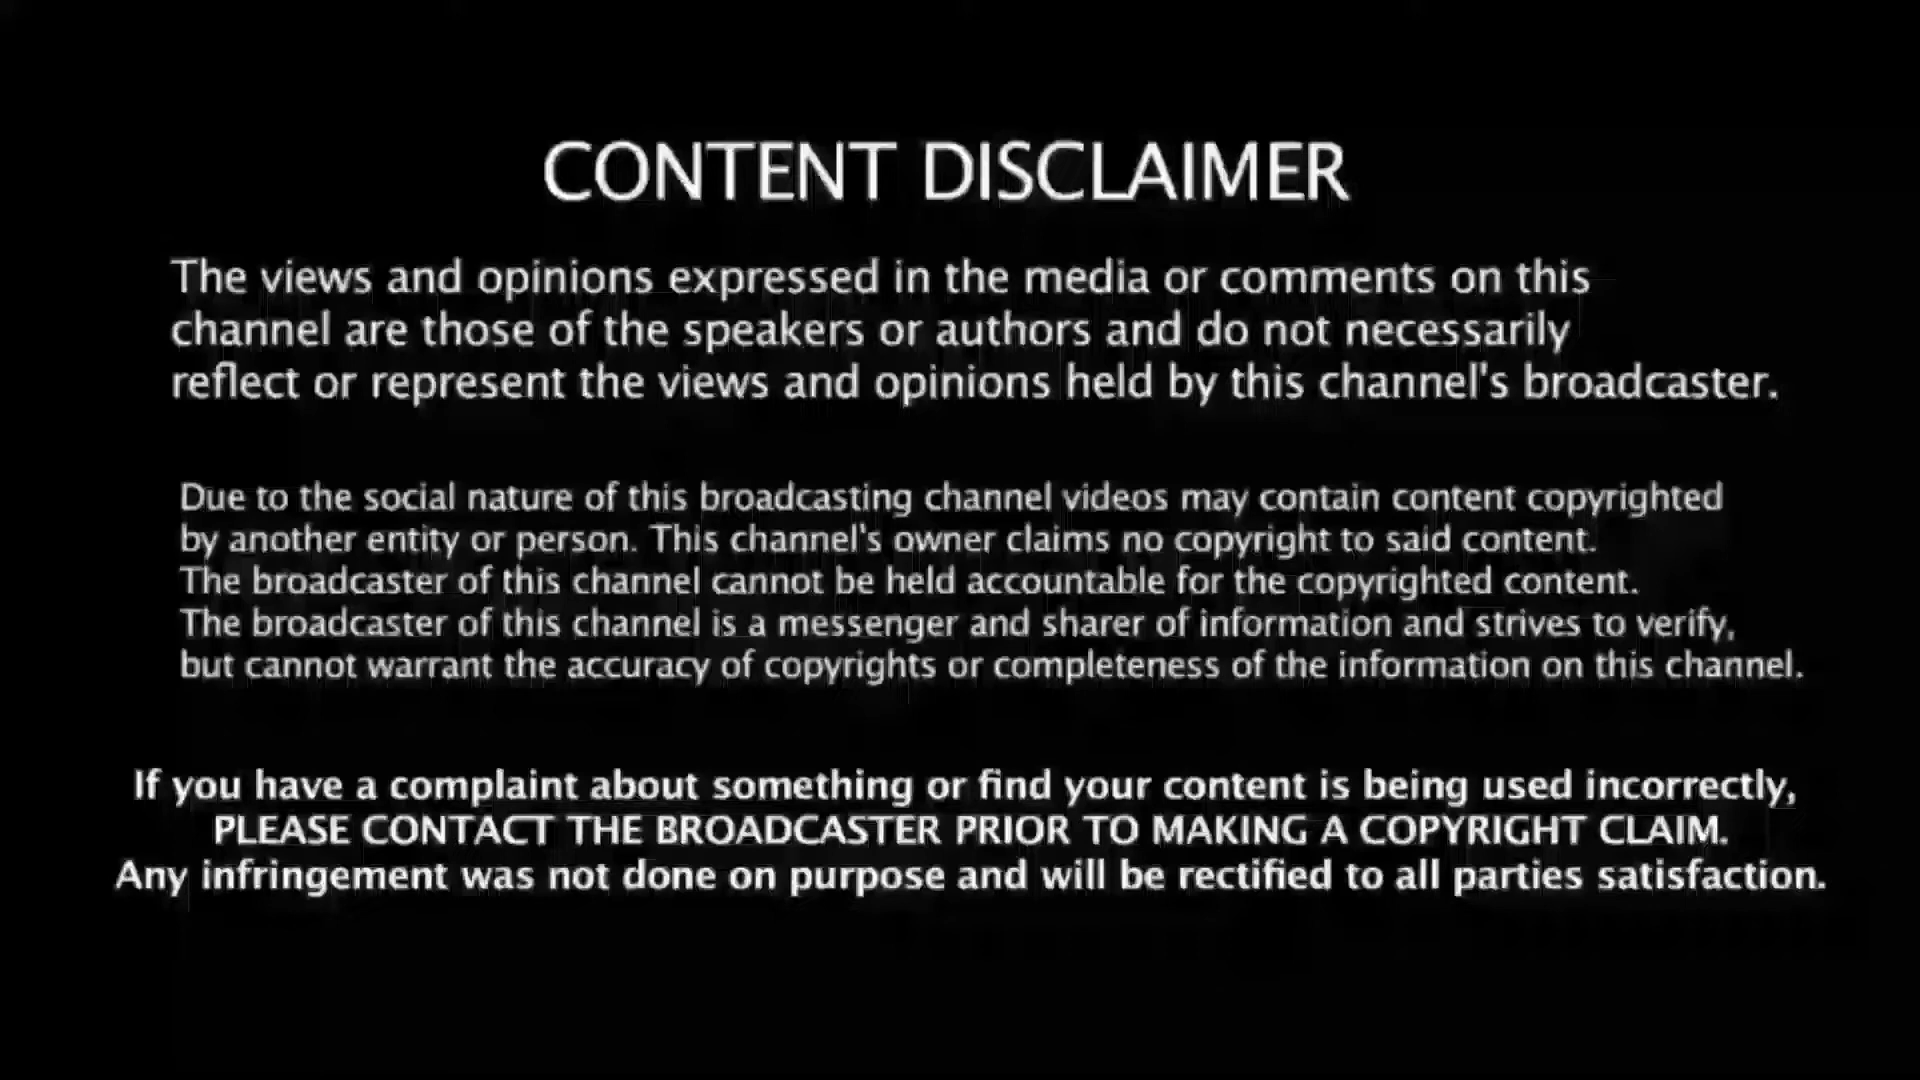 CONTENT DISCLAIMER
The views and opinions expressed in the media or comments on this
channel are those of the speakers or authors and do not necessarily
reflect or represent the views and opinions held by this channel's broadcaster.
Due to the social nature of this broadcasting channel videos may contain content copyrighted
by another entity or person. This channel's owner claims no copyright to said content.
The broadcaster of this channel cannot be held accountable for the copyrighted content.
The broadcaster of this channel is a messenger and sharer of information and strives to verify,
but cannot warrant the accuracy of copyrights or completeness of the information on this channel.
If you have a complaint about something or find your content is being used incorrectly,
PLEASE CONTACT THE BROADCASTER PRIOR TO MAKING A COPYRIGHT CLAIM.
Any infringement was not done on purpose and will be rectified to all parties satisfaction.